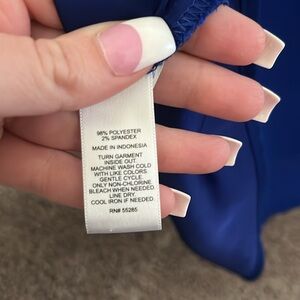 98% POLYESTER
2% SPANDEX
MADE IN INDONESIA
TURN GARMENT
INSIDE OUT
MACHINE WASH COLD
WITH LIKE COLORS
GENTLE CYCLE.
ONLY NON-CHLORINE
BLEACH WHEN NEEDED.
LINE DRY.
COOL IRON IF NEEDED.
RN# 55285